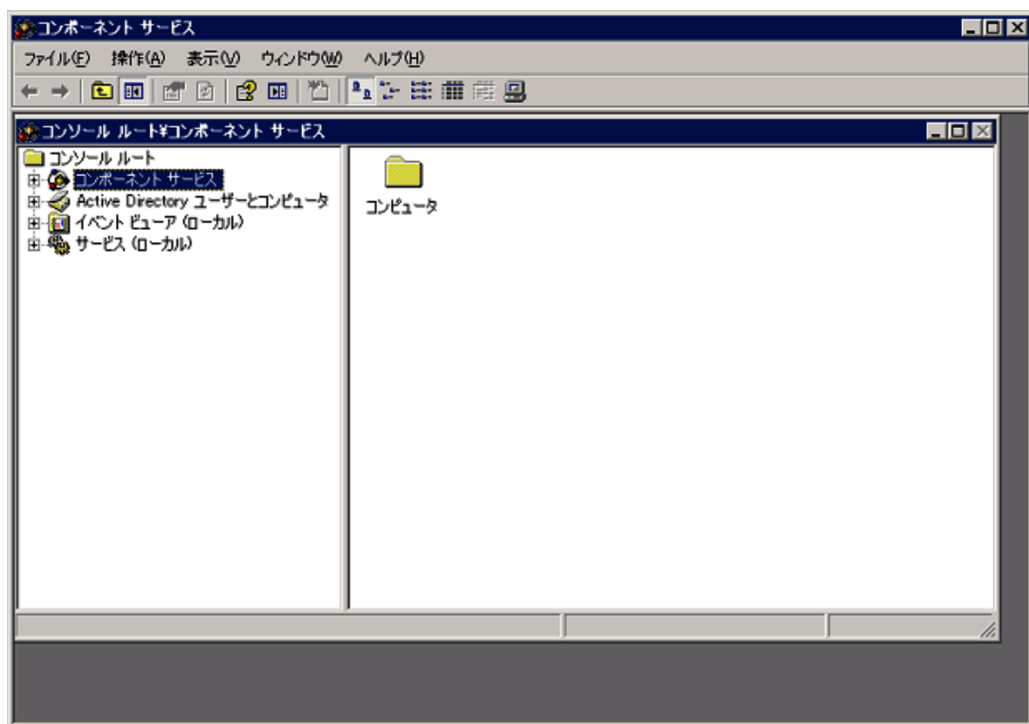 コンポーネント サービス
ファイル(F) 操作(A) 表示(V) ウィンドウ(W) ヘルプ(H)
コンソール ルート¥コンポーネント サービス
コンソール ルート
コンポーネント サービス
Active Directory ユーザーとコンピュータ
イベント ビューア (ローカル)
サービス (ローカル)
コンピュータ